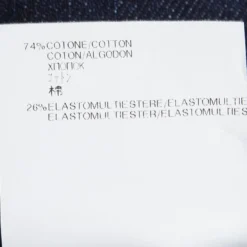 74%COTONE/COTTON
COTON/ALGODON
ХЛОПОК
コットン
棉
26%ELASTOMULTIESTERE/ELASTOMULTIES
ELASTOMULTIESTER/ELASTOMULTIES